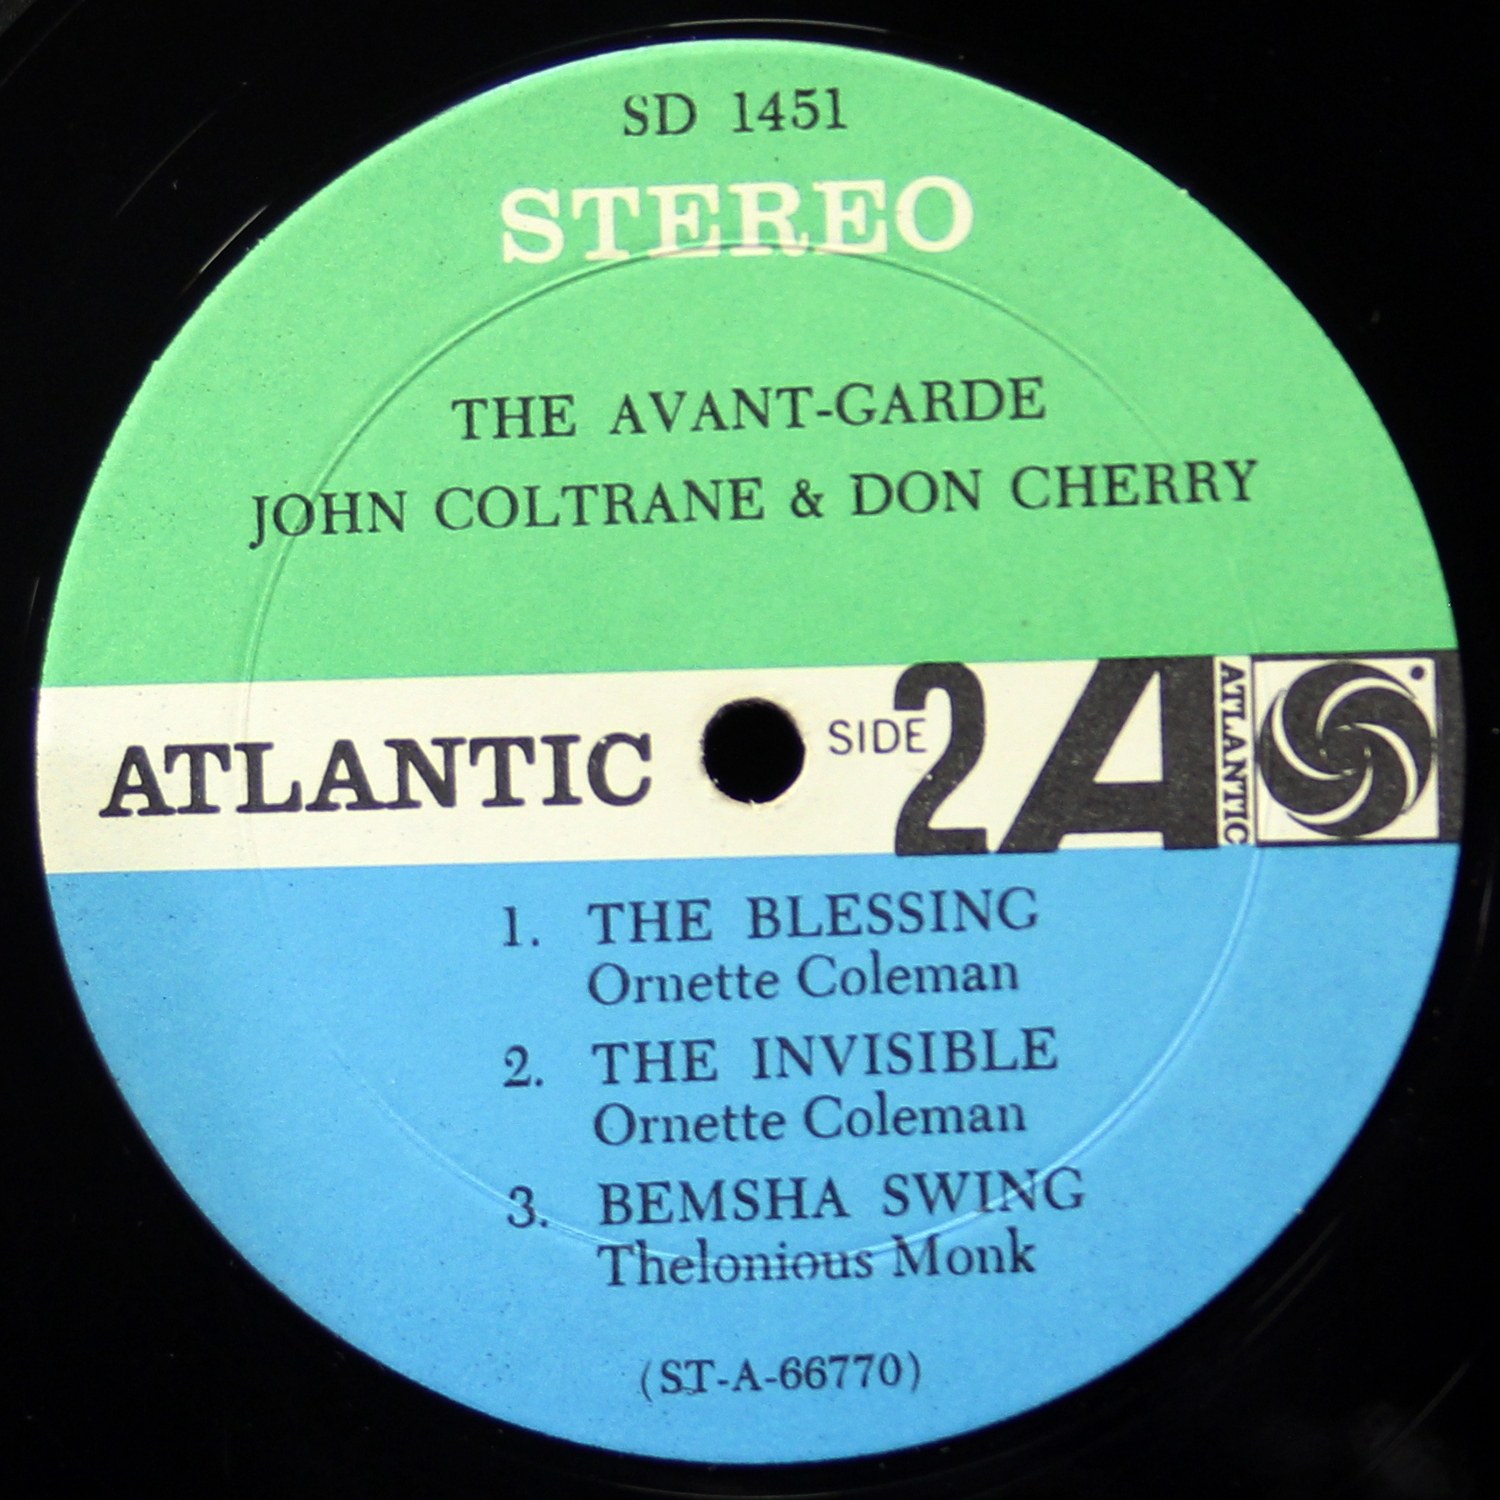 SD 1451
STEREO
THE AVANT-GARDE
JOHN COLTRANE & DON CHERRY
ATLANTIC
SIDE 2
A
ATLANTIC
1. THE BLESSING
Ornette Coleman
2. THE INVISIBLE
Ornette Coleman
3. BEMSHA SWING
Thelonious Monk
(ST-A-66770)